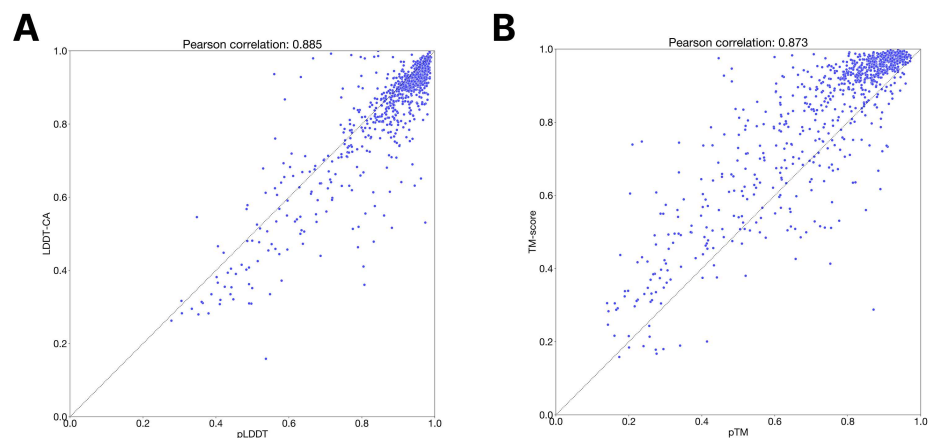 A
Pearson correlation: 0.885
1.0
0.8
0.6
0.4
0.2
0.0
LDDT-CA
0.0 0.2 0.4 0.6 0.8 1.0
pLDDT
B
Pearson correlation: 0.873
1.0
0.8
0.6
0.4
0.2
0.0
TM-score
0.0 0.2 0.4 0.6 0.8 1.0
pTM